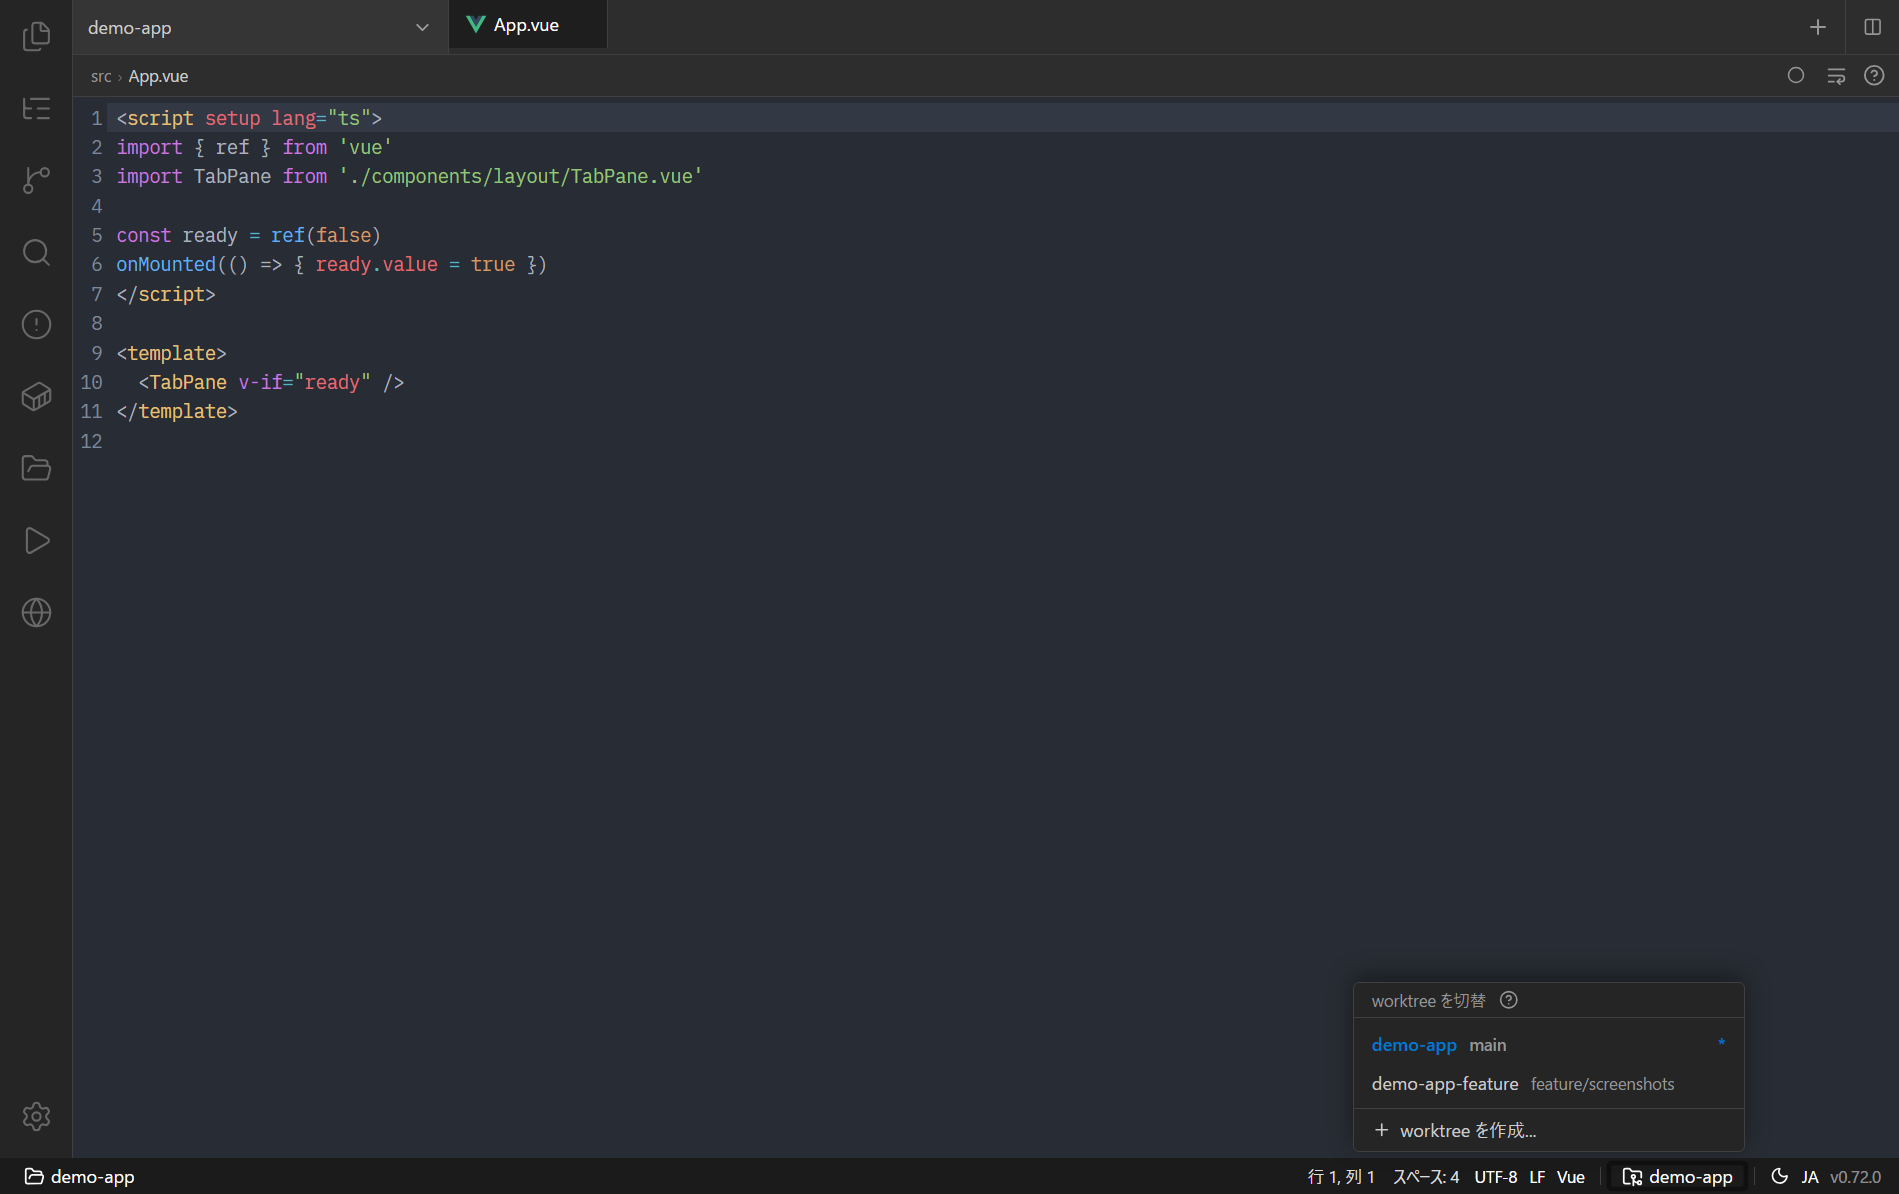 demo-app
App.vue
src › App.vue
1 <script setup lang="ts">
2 import { ref } from 'vue'
3 import TabPane from './components/layout/TabPane.vue'
4
5 const ready = ref(false)
6 onMounted(() => { ready.value = true })
7 </script>
8
9 <template>
10   <TabPane v-if="ready" />
11 </template>
12
worktree を切替
demo-app main *
demo-app-feature feature/screenshots
+ worktree を作成...
demo-app 行 1, 列 1 スペース: 4 UTF-8 LF Vue demo-app JA v0.72.0